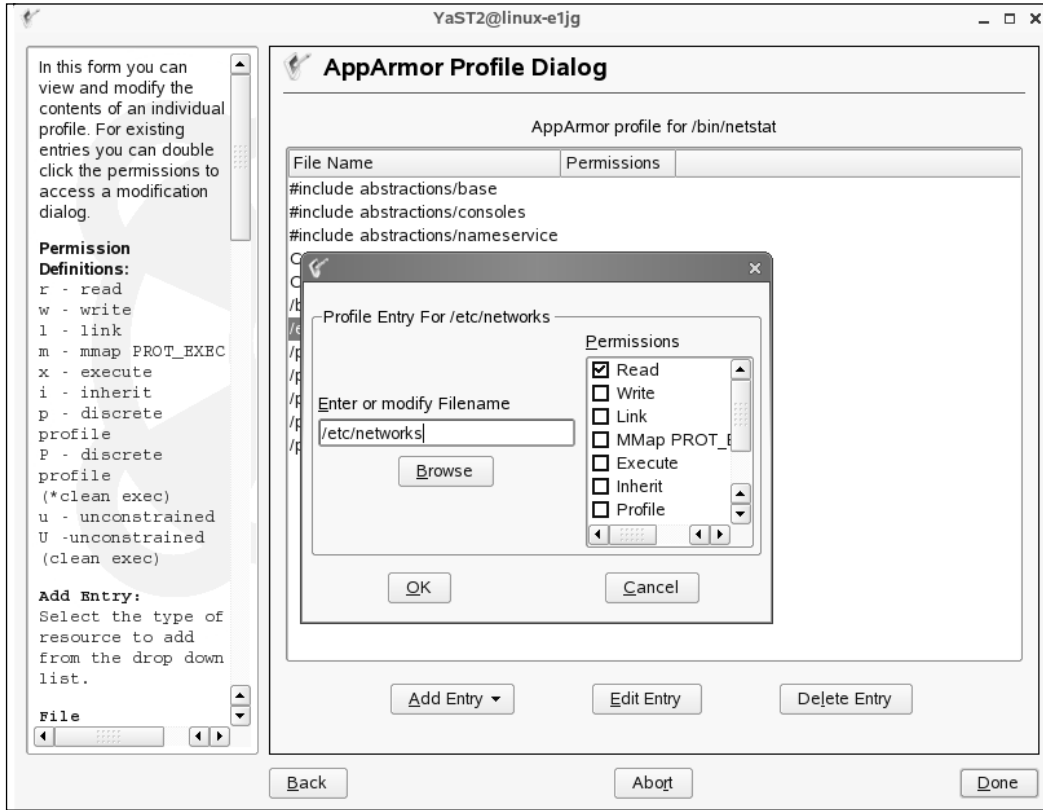 YaST2@linux-e1jg
In this form you can
view and modify the
contents of an individual
profile. For existing
entries you can double
click the permissions to
access a modification
dialog.
Permission
Definitions:
r - read
w - write
l - link
m - mmap PROT_EXEC
x - execute
i - inherit
p - discrete
profile
P - discrete
profile
(*clean exec)
u - unconstrained
U -unconstrained
(clean exec)
Add Entry:
Select the type of
resource to add
from the drop down
list.
File
AppArmor Profile Dialog
AppArmor profile for /bin/netstat
File Name Permissions
#include abstractions/base
#include abstractions/consoles
#include abstractions/nameservice
Profile Entry For /etc/networks
Enter or modify Filename
/etc/networks
Browse
Permissions
Read
Write
Link
MMap PROT_E
Execute
Inherit
Profile
OK Cancel
Add Entry Edit Entry Delete Entry
Back Abort Done